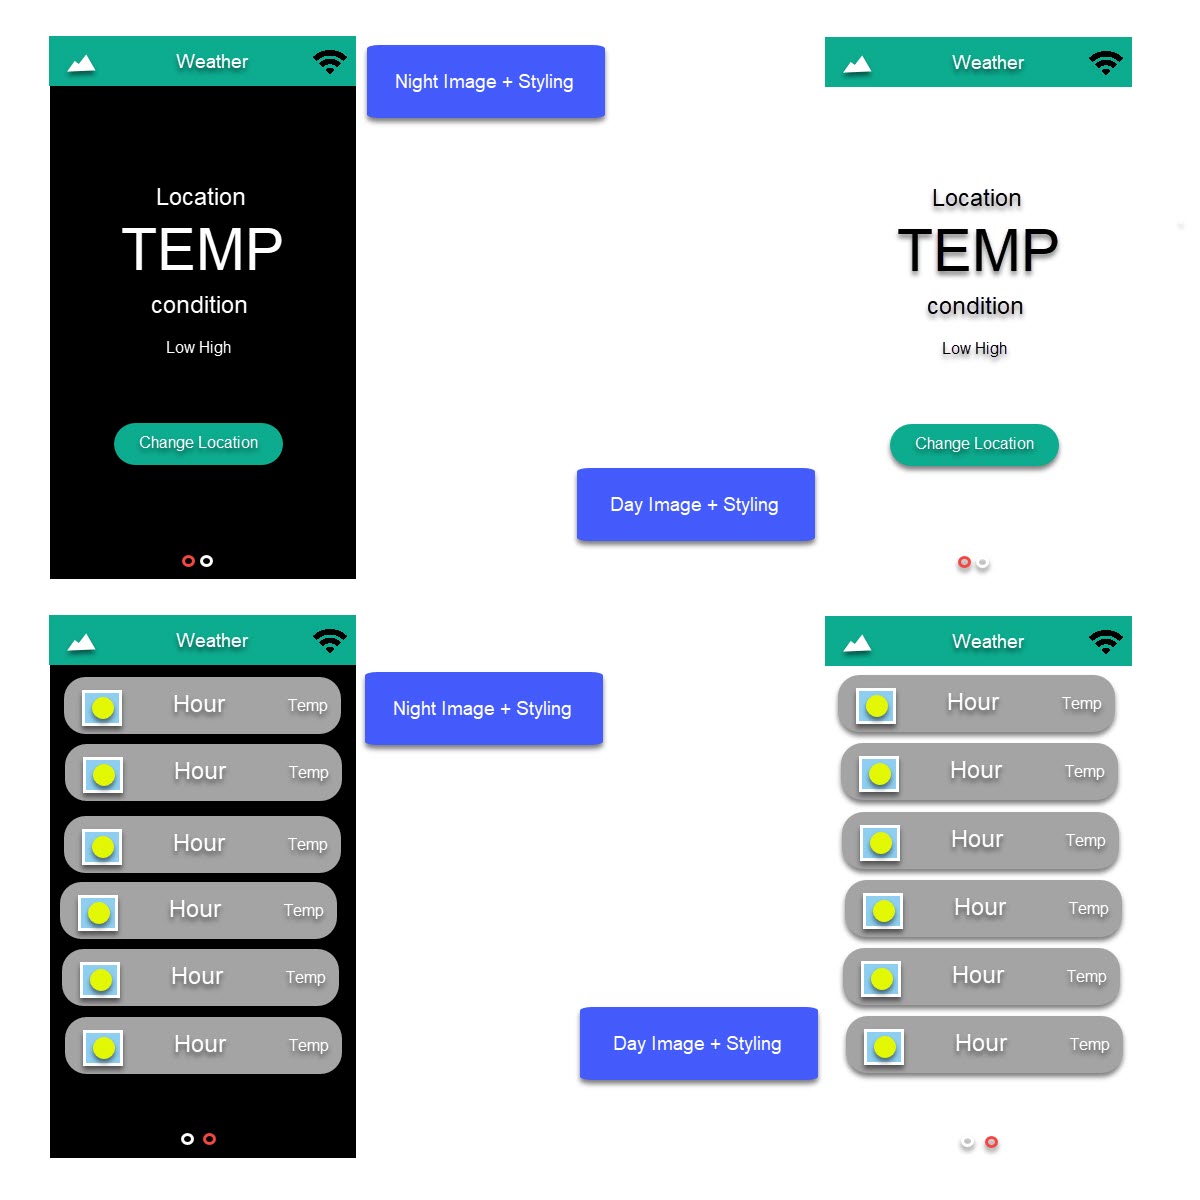 Weather
Location
TEMP
condition
Low High
Change Location
Night Image + Styling
Day Image + Styling
Weather
Location
TEMP
condition
Low High
Change Location
Weather
Hour Temp
Hour Temp
Hour Temp
Hour Temp
Hour Temp
Hour Temp
Night Image + Styling
Day Image + Styling
Weather
Hour Temp
Hour Temp
Hour Temp
Hour Temp
Hour Temp
Hour Temp